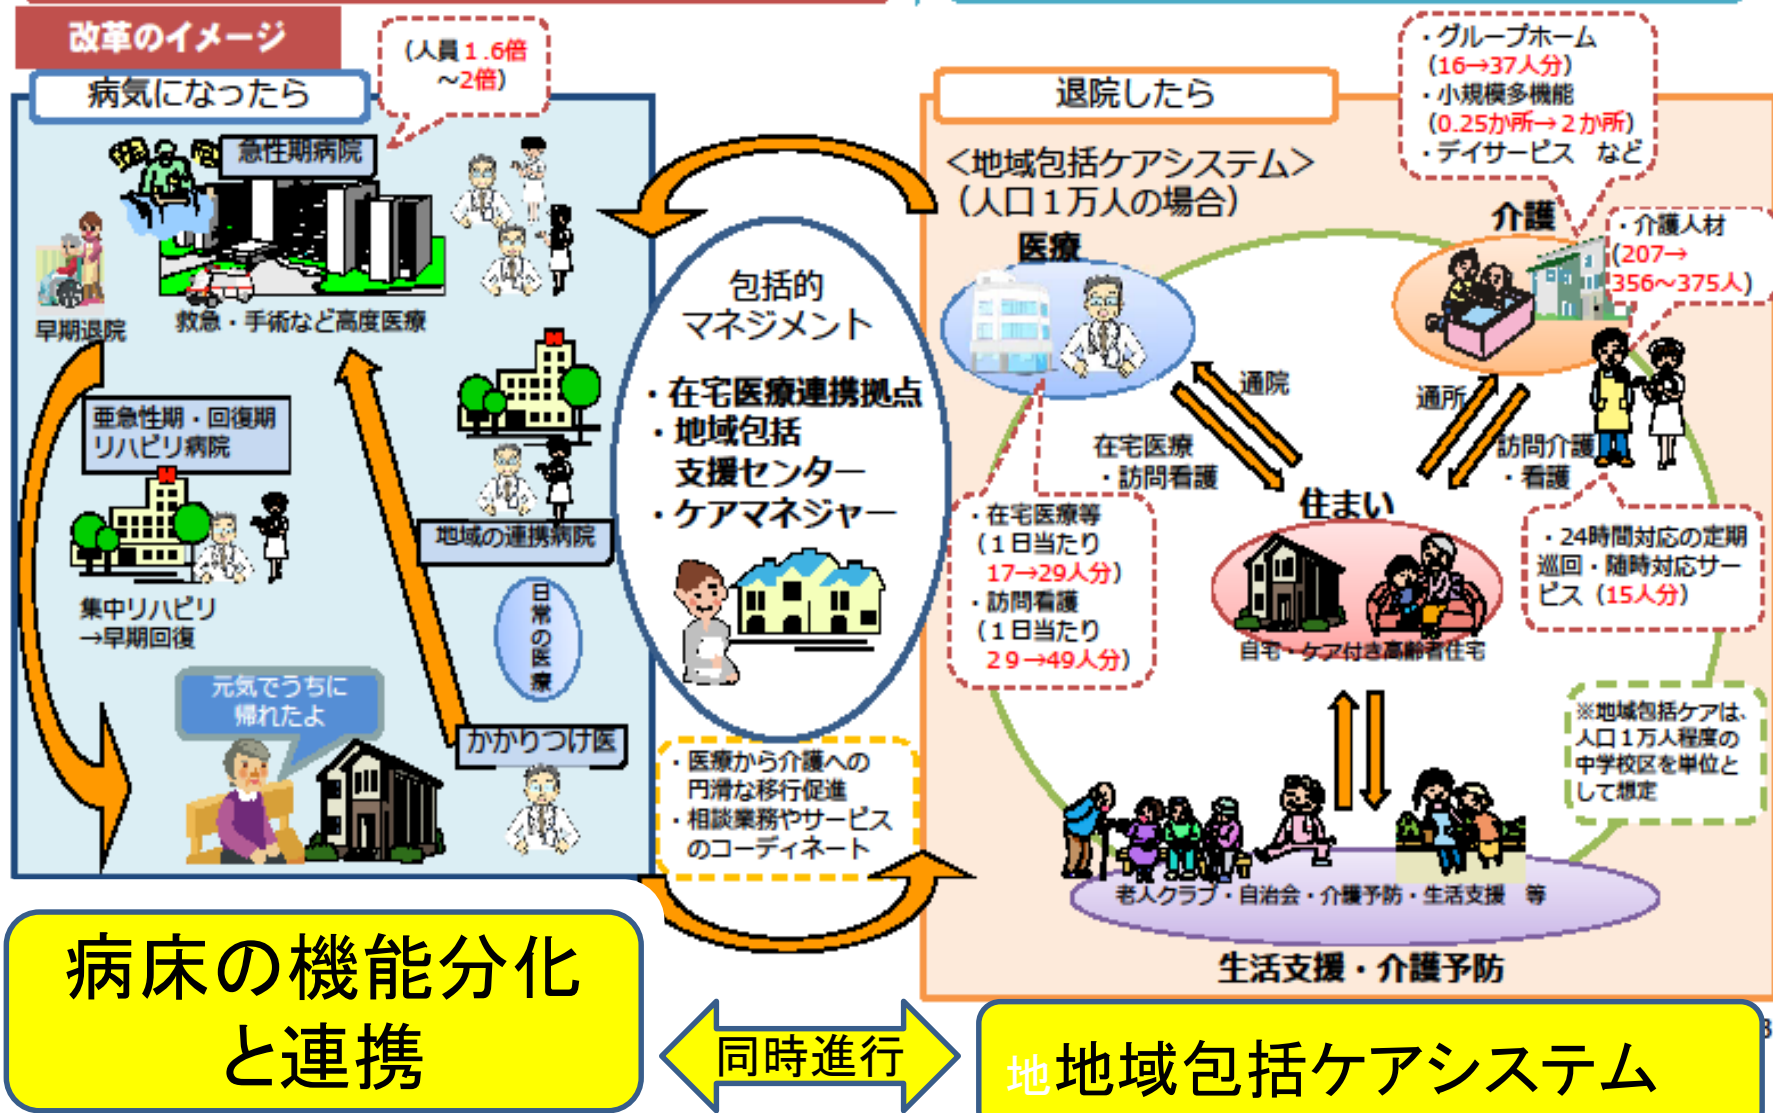 改革のイメージ
(人員1.6倍
～2倍)
病気になったら
急性期病院
早期退院
救急・手術など高度医療
亜急性期・回復期
リハビリ病院
集中リハビリ
→早期回復
地域の連携病院
日常の医療
元気でうちに
帰れたよ
かかりつけ医
包括的
マネジメント
・在宅医療連携拠点
・地域包括
支援センター
・ケアマネジャー
・医療から介護への
円滑な移行促進
・相談業務やサービス
のコーディネート
退院したら
＜地域包括ケアシステム＞
(人口1万人の場合)
・グループホーム
(16→37人分)
・小規模多機能
(0.25か所→2か所)
・デイサービス など
医療
介護
・介護人材
(207→
356～375人)
通院
通所
在宅医療
・訪問看護
訪問介護
・看護
・在宅医療等
(1日当たり
17→29人分)
・訪問看護
(1日当たり
29→49人分)
住まい
自宅・ケア付き高齢者住宅
・24時間対応の定期
巡回・随時対応サー
ビス（15人分）
※地域包括ケアは、
人口1万人程度の
中学校区を単位と
して想定
老人クラブ・自治会・介護予防・生活支援 等
生活支援・介護予防
病床の機能分化
と連携
同時進行
地地域包括ケアシステム